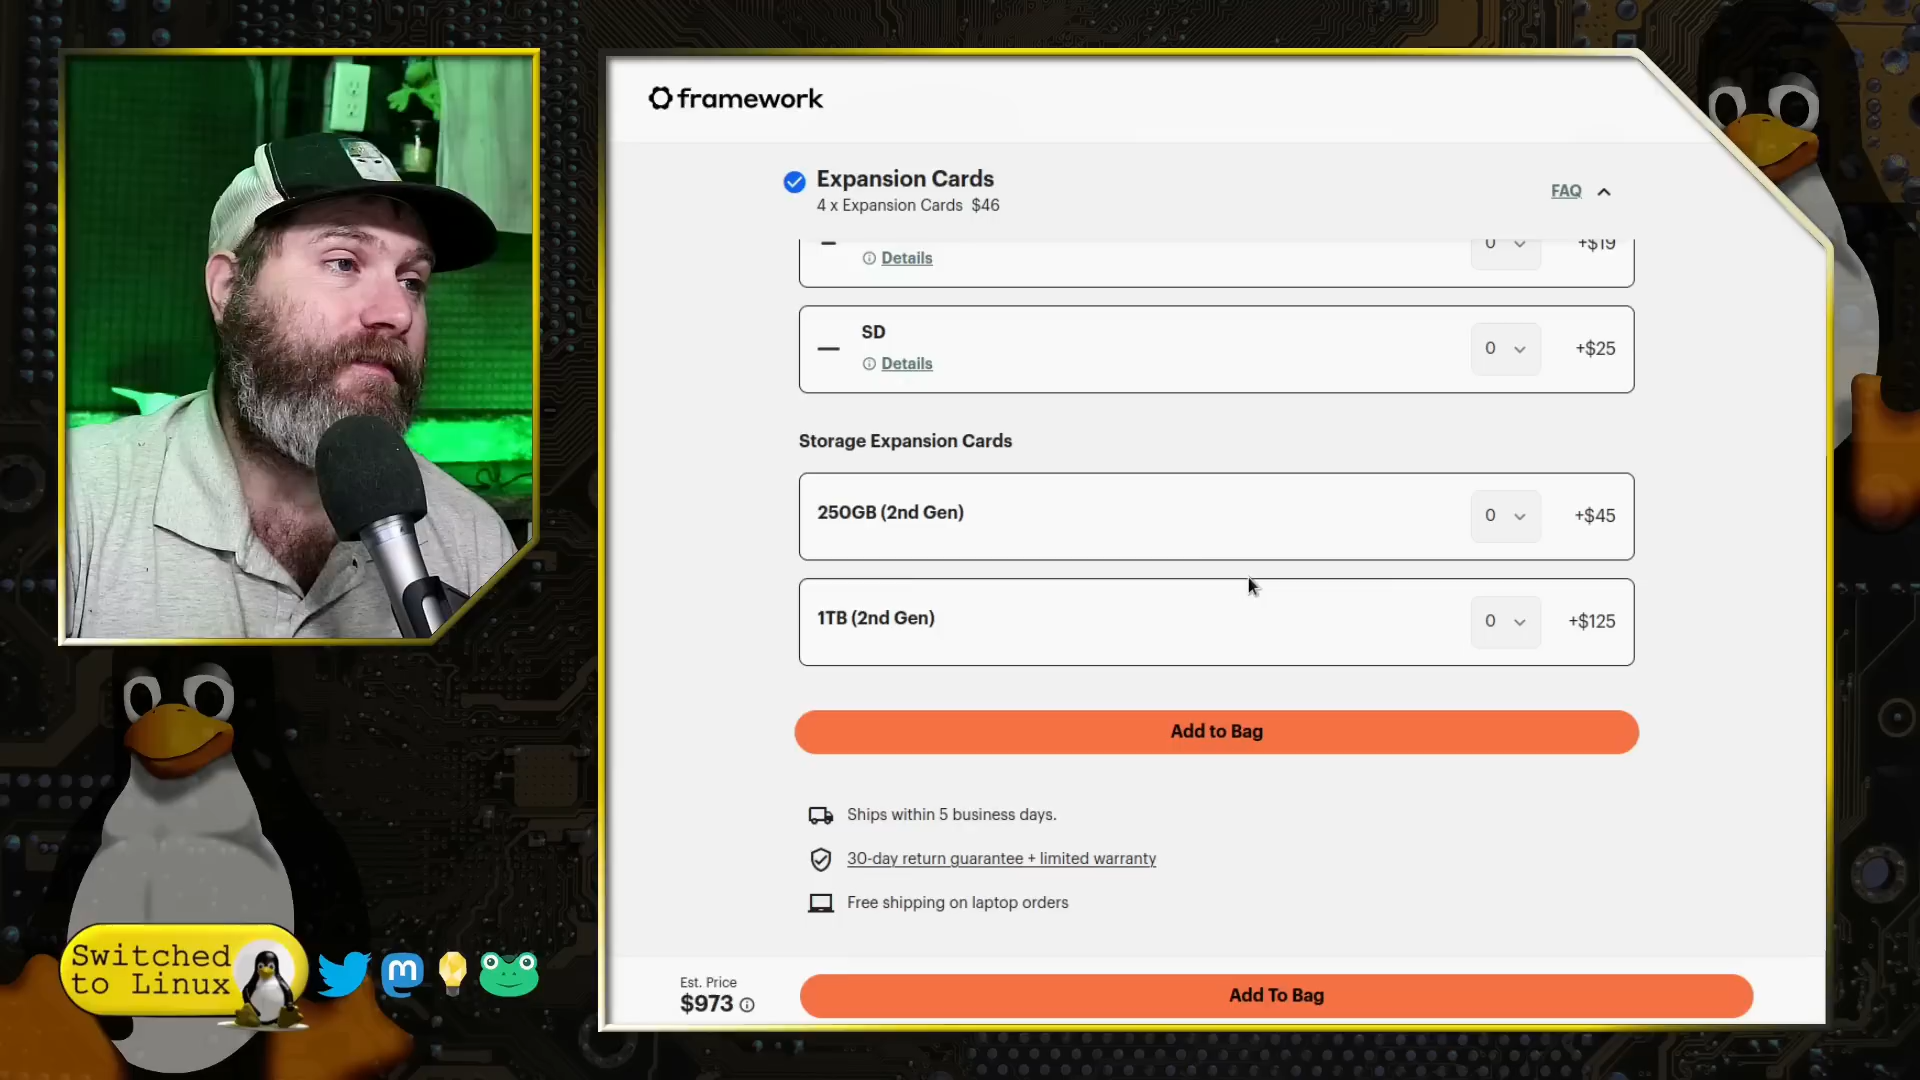 framework
Expansion Cards
4 x Expansion Cards $46
FAQ
0 +$19
Details
SD
Details
0 +$25
Storage Expansion Cards
250GB (2nd Gen)
0 +$45
1TB (2nd Gen)
0 +$125
Add to Bag
Ships within 5 business days.
30-day return guarantee + limited warranty
Free shipping on laptop orders
Est. Price
$973
Add To Bag
Switched
to Linux
m